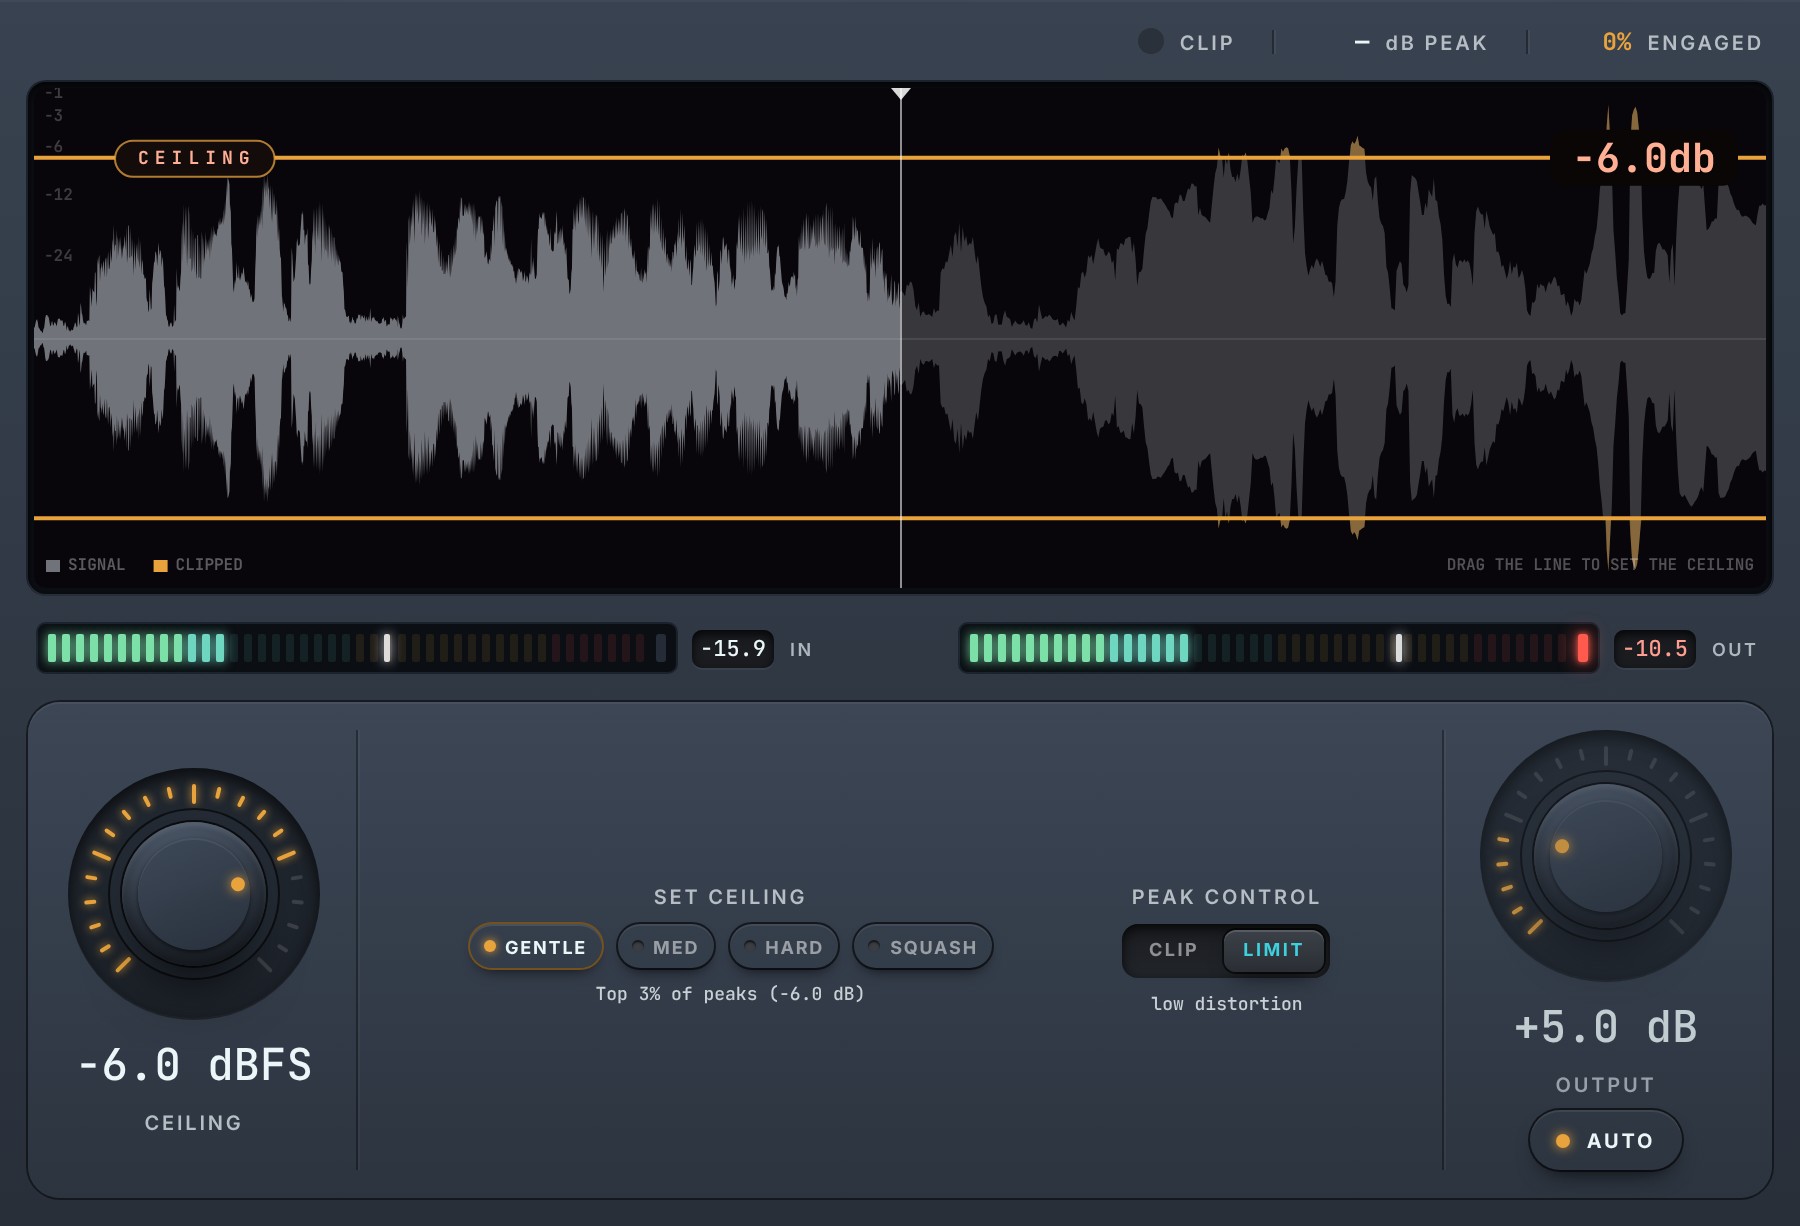 CLIP
– dB PEAK
0% ENGAGED
-1
-3
-6
CEILING
-6.0db
-12
-24
SIGNAL
CLIPPED
DRAG THE LINE TO SET THE CEILING
-15.9 IN
-10.5 OUT
SET CEILING
GENTLE
MED
HARD
SQUASH
Top 3% of peaks (-6.0 dB)
PEAK CONTROL
CLIP
LIMIT
low distortion
-6.0 dBFS
CEILING
+5.0 dB
OUTPUT
AUTO